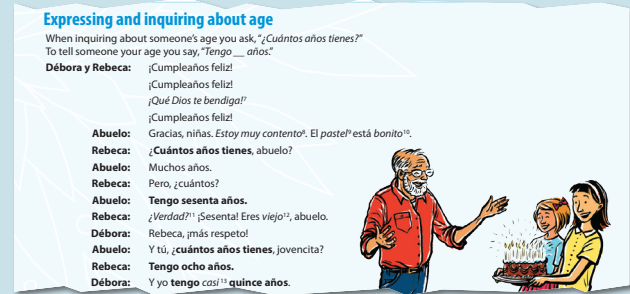 Expressing and inquiring about age
When inquiring about someone's age you ask, "¿Cuántos años tienes?"
To tell someone your age you say, "Tengo __ años."
Débora y Rebeca: ¡Cumpleaños feliz!
¡Cumpleaños feliz!
¡Qué Dios te bendiga!⁷
¡Cumpleaños feliz!
Abuelo: Gracias, niñas. Estoy muy contento⁸. El pastel⁹ está bonito¹⁰.
Rebeca: ¿Cuántos años tienes, abuelo?
Abuelo: Muchos años.
Rebeca: Pero, ¿cuántos?
Abuelo: Tengo sesenta años.
Rebeca: ¿Verdad?¹¹ ¡Sesenta! Eres viejo¹², abuelo.
Débora: Rebeca, ¡más respeto!
Abuelo: Y tú, ¿cuántos años tienes, jovencita?
Rebeca: Tengo ocho años.
Débora: Y yo tengo casi¹³ quince años.